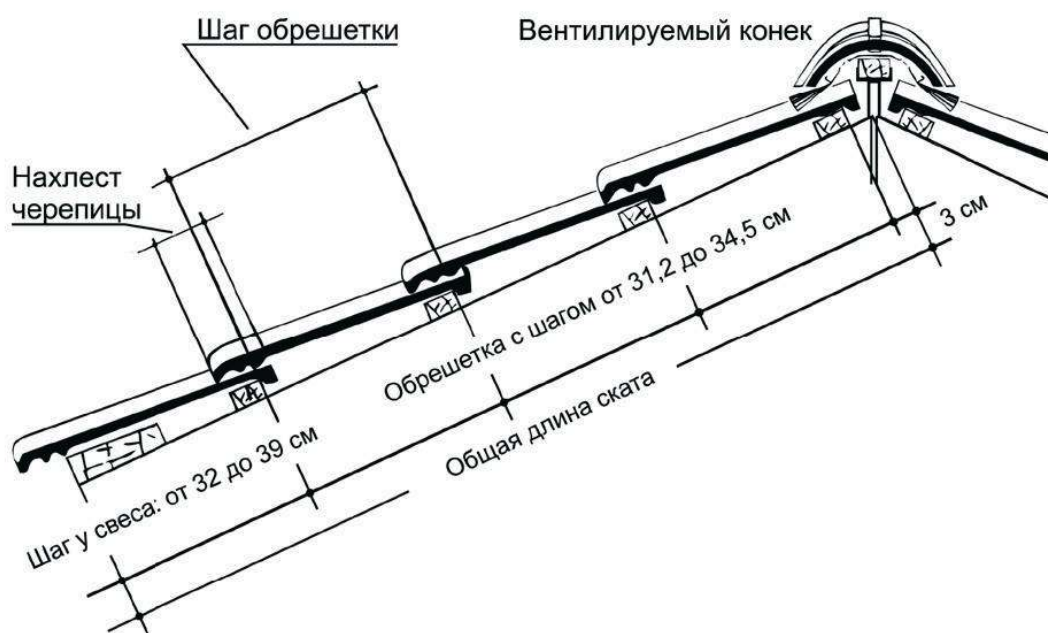 Шаг обрешетки
Вентилируемый конек
Нахлест
черепицы
3 см
Обрешетка с шагом от 31,2 до 34,5 см
Общая длина ската
Шаг у свеса: от 32 до 39 см